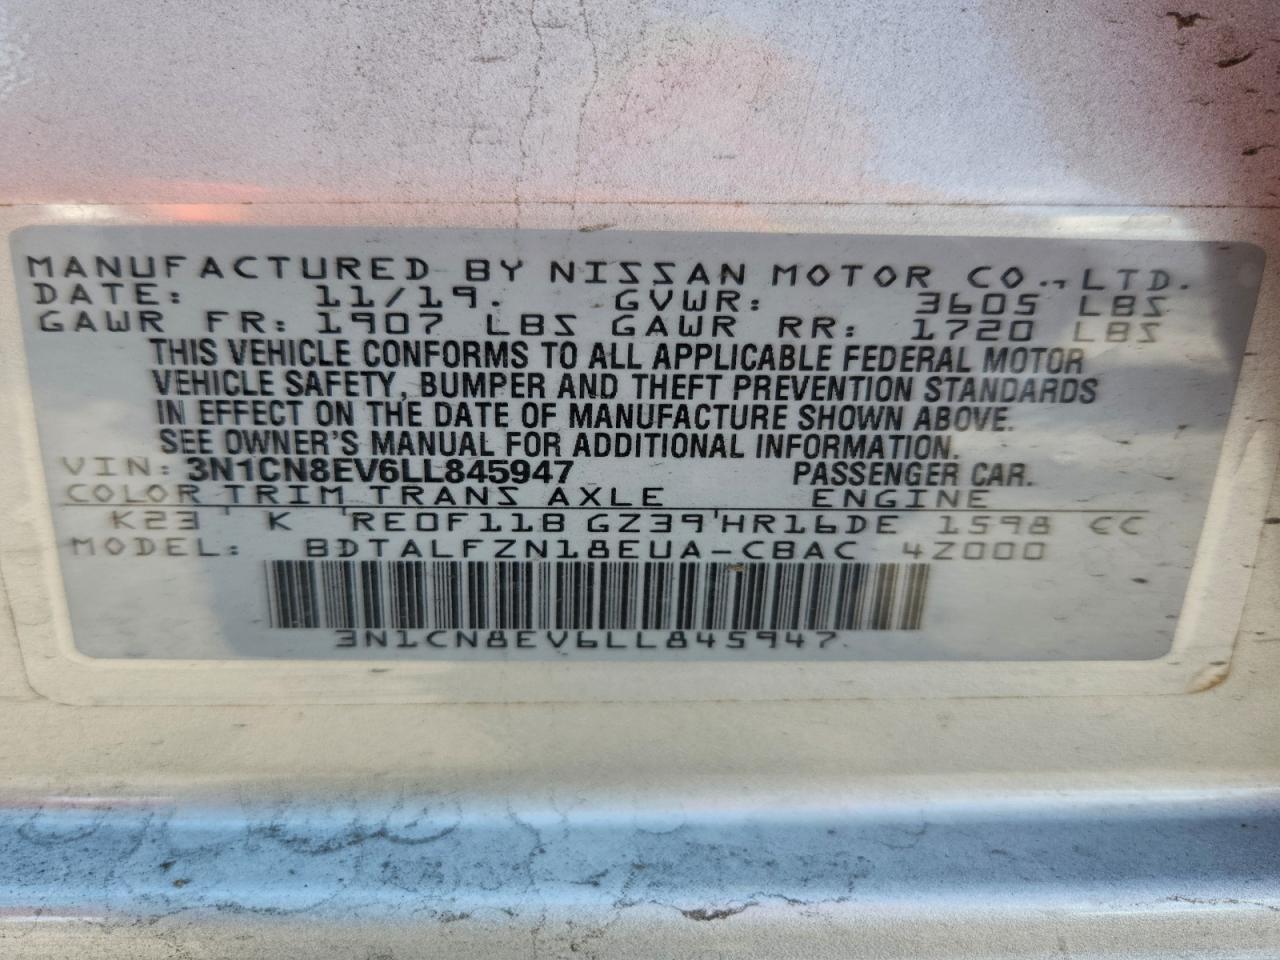 MANUFACTURED BY NISSAN MOTOR CO., LTD.
DATE: 11/19. GVWR: 3605 LBS
GAWR FR: 1907 LBS GAWR RR: 1720 LBS
THIS VEHICLE CONFORMS TO ALL APPLICABLE FEDERAL MOTOR
VEHICLE SAFETY, BUMPER AND THEFT PREVENTION STANDARDS
IN EFFECT ON THE DATE OF MANUFACTURE SHOWN ABOVE.
SEE OWNER'S MANUAL FOR ADDITIONAL INFORMATION.
VIN: 3N1CN8EV6LL845947 PASSENGER CAR.
COLOR TRIM TRANS AXLE ENGINE
K23 K RE0F11B GZ39 HR16DE 1598 CC
MODEL: BDTALFZN18EUA-CBAC 4Z000
3N1CN8EV6LL845947